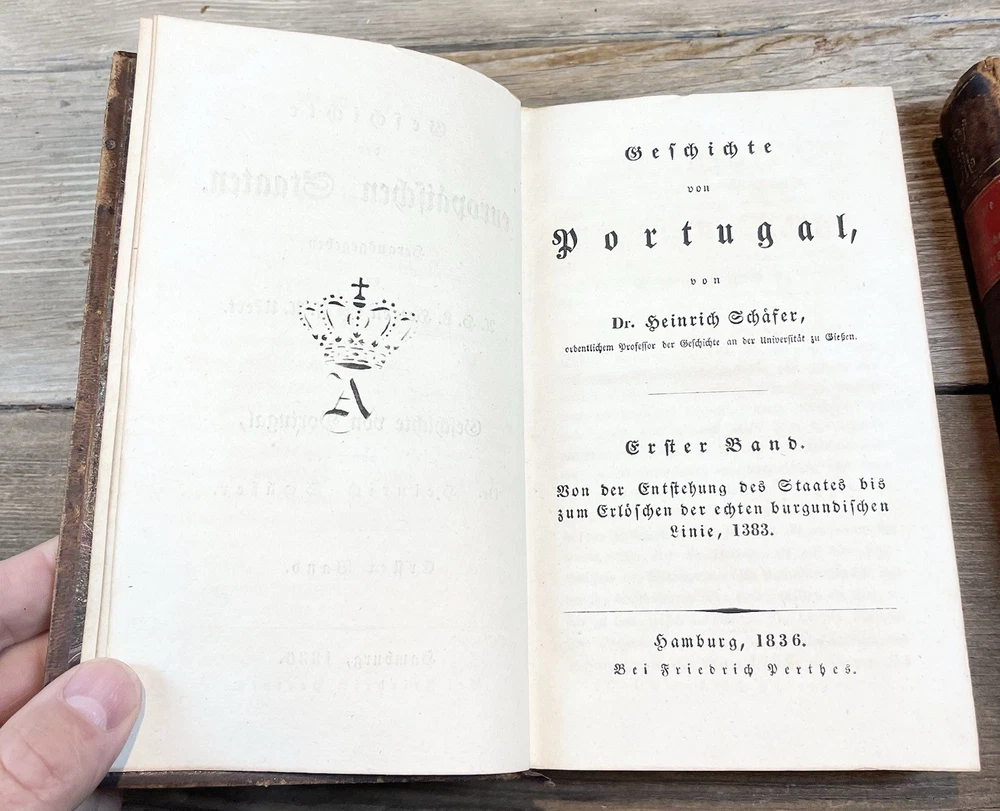 A
Geſchichte
von
Portugal,
von
Dr. Heinrich Schäfer,
ordentlichem Profeſſor der Geſchichte an der Univerſität zu Gießen.
Erſter Band.
Von der Entſtehung des Staates bis
zum Erlöſchen der echten burgundiſchen
Linie, 1383.
Hamburg, 1836.
Bei Friedrich Perthes.